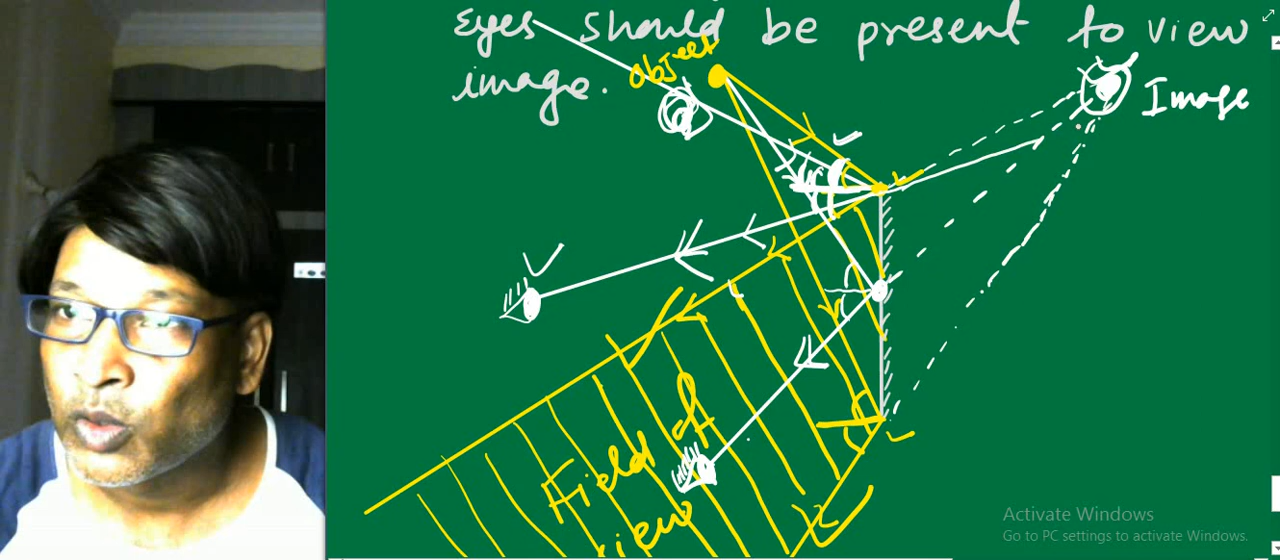 Eyes should be present to view
image.
Object
Image
Field of
view
Activate Windows
Go to PC settings to activate Windows.